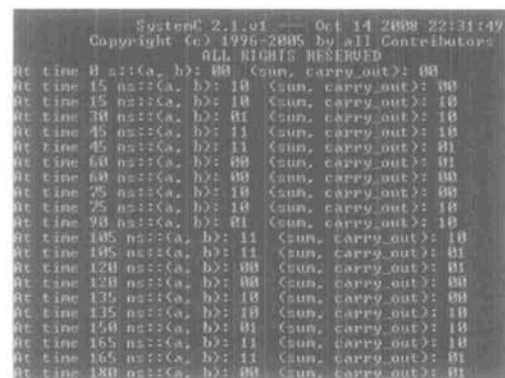 SystemC 2.1.v1 --- Oct 14 2008 22:31:49
Copyright (c) 1996-2005 by all Contributors
ALL RIGHTS RESERVED
At time 0 s::(a, b): 00 (sum, carry_out): 00
At time 15 ns::(a, b): 10 (sum, carry_out): 00
At time 15 ns::(a, b): 10 (sum, carry_out): 10
At time 30 ns::(a, b): 01 (sum, carry_out): 10
At time 45 ns::(a, b): 11 (sum, carry_out): 10
At time 45 ns::(a, b): 11 (sum, carry_out): 01
At time 60 ns::(a, b): 00 (sum, carry_out): 01
At time 60 ns::(a, b): 00 (sum, carry_out): 00
At time 75 ns::(a, b): 10 (sum, carry_out): 00
At time 75 ns::(a, b): 10 (sum, carry_out): 10
At time 90 ns::(a, b): 01 (sum, carry_out): 10
At time 105 ns::(a, b): 11 (sum, carry_out): 10
At time 105 ns::(a, b): 11 (sum, carry_out): 01
At time 120 ns::(a, b): 00 (sum, carry_out): 01
At time 120 ns::(a, b): 00 (sum, carry_out): 00
At time 135 ns::(a, b): 10 (sum, carry_out): 00
At time 135 ns::(a, b): 10 (sum, carry_out): 10
At time 150 ns::(a, b): 01 (sum, carry_out): 10
At time 165 ns::(a, b): 11 (sum, carry_out): 10
At time 165 ns::(a, b): 11 (sum, carry_out): 01
At time 180 ns::(a, b): 00 (sum, carry_out): 01